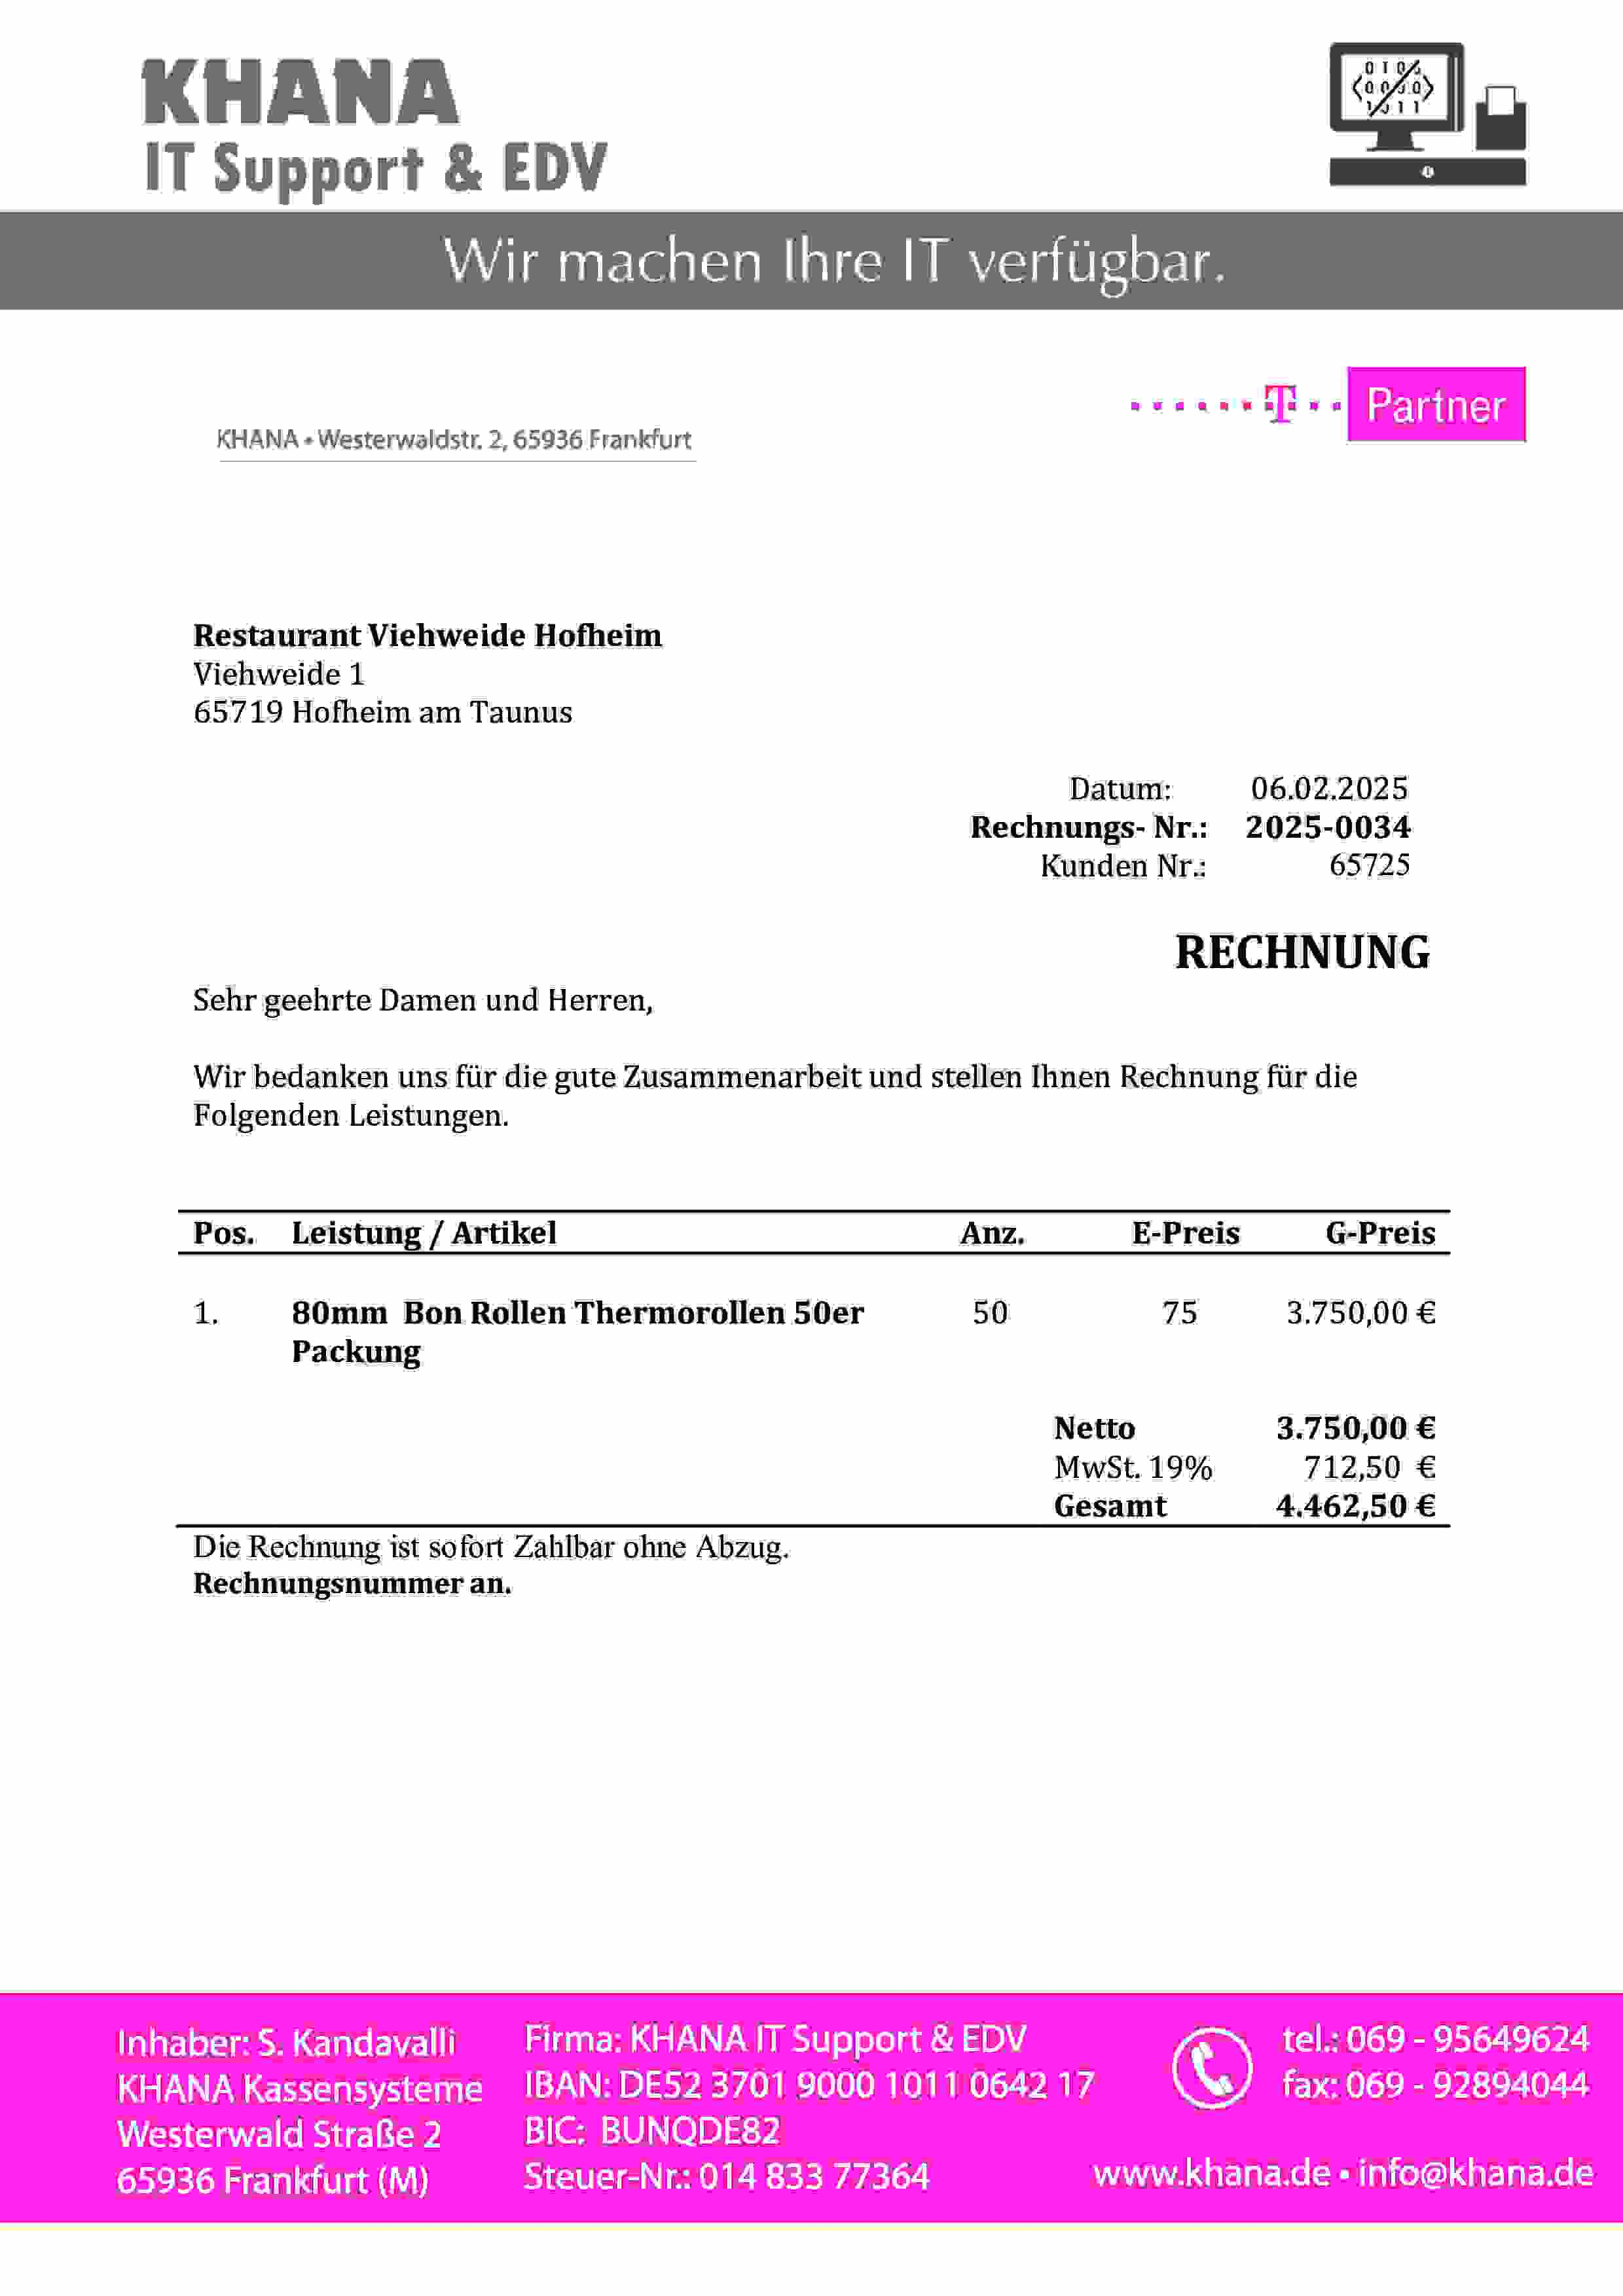 KHANA
IT Support & EDV
Wir machen Ihre IT verfügbar.
T Partner
KHANA • Westerwaldstr. 2, 65936 Frankfurt
Restaurant Viehweide Hofheim
Viehweide 1
65719 Hofheim am Taunus
Datum: 06.02.2025
Rechnungs- Nr.: 2025-0034
Kunden Nr.: 65725
RECHNUNG
Sehr geehrte Damen und Herren,
Wir bedanken uns für die gute Zusammenarbeit und stellen Ihnen Rechnung für die
Folgenden Leistungen.
Pos. Leistung / Artikel Anz. E-Preis G-Preis
1. 80mm Bon Rollen Thermorollen 50er 50 75 3.750,00 €
Packung
Netto 3.750,00 €
MwSt. 19% 712,50 €
Gesamt 4.462,50 €
Die Rechnung ist sofort Zahlbar ohne Abzug.
Rechnungsnummer an.
Inhaber: S. Kandavalli
KHANA Kassensysteme
Westerwald Straße 2
65936 Frankfurt (M)
Firma: KHANA IT Support & EDV
IBAN: DE52 3701 9000 1011 0642 17
BIC: BUNQDE82
Steuer-Nr.: 014 833 77364
tel.: 069 - 95649624
fax: 069 - 92894044
www.khana.de • info@khana.de